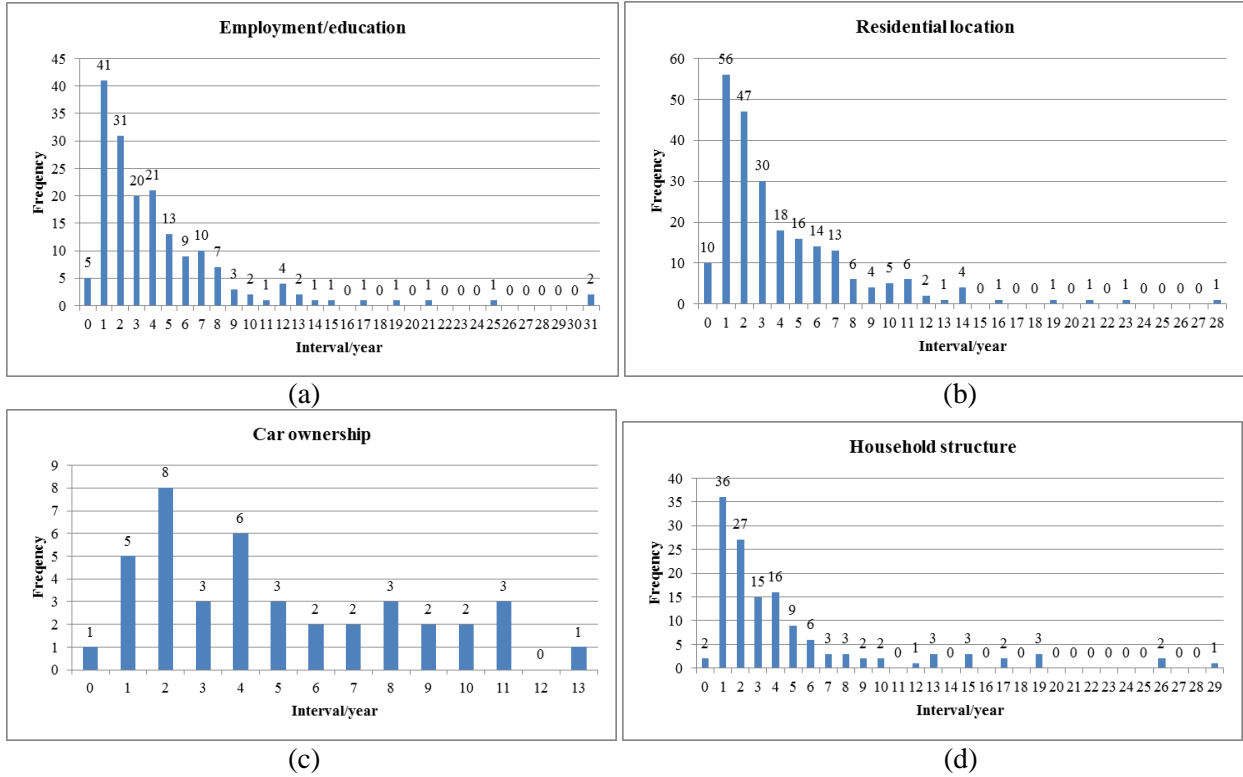 Employment/education
Freqency
45
40
35
30
25
20
15
10
5
0
5 41 31 20 21 13 9 10 7 3 2 1 4 2 1 1 0 1 0 1 0 1 0 0 0 1 0 0 0 0 0 2
0 1 2 3 4 5 6 7 8 9 10 11 12 13 14 15 16 17 18 19 20 21 22 23 24 25 26 27 28 29 30 31
Interval/year
(a)
Residential location
Freqency
60
50
40
30
20
10
0
10 56 47 30 18 16 14 13 6 4 5 6 2 1 4 0 1 0 0 1 0 1 0 1 0 0 0 0 1
0 1 2 3 4 5 6 7 8 9 10 11 12 13 14 15 16 17 18 19 20 21 22 23 24 25 26 27 28
Interval/year
(b)
Car ownership
Freqency
9
8
7
6
5
4
3
2
1
0
1 5 8 3 6 3 2 2 3 2 2 3 0 1
0 1 2 3 4 5 6 7 8 9 10 11 12 13
Interval/year
(c)
Household structure
Freqency
40
35
30
25
20
15
10
5
0
2 36 27 15 16 9 6 3 3 2 2 0 1 3 0 3 0 2 0 3 0 0 0 0 0 0 2 0 0 1
0 1 2 3 4 5 6 7 8 9 10 11 12 13 14 15 16 17 18 19 20 21 22 23 24 25 26 27 28 29
Interval/year
(d)